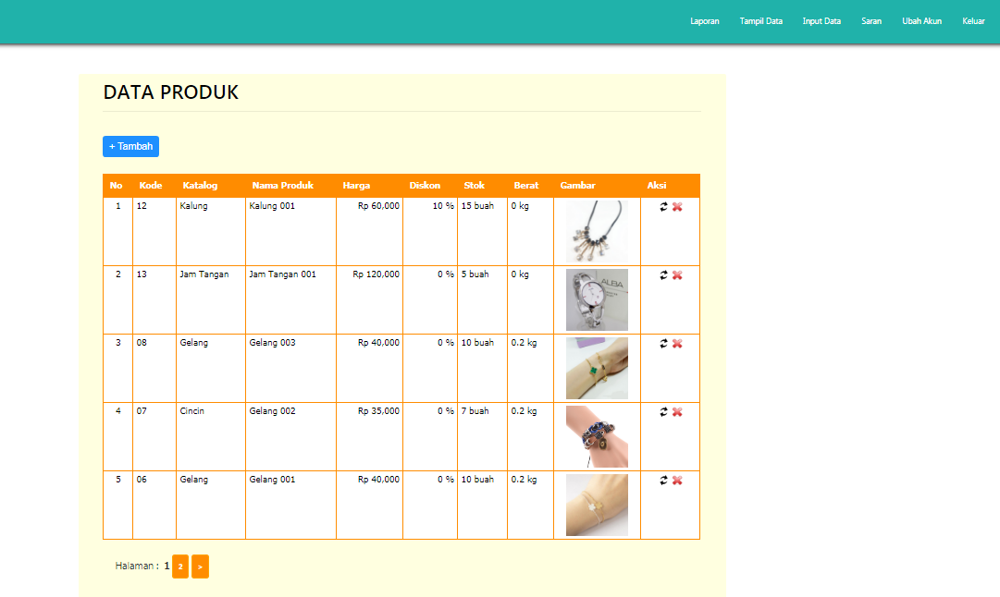 Laporan Tampil Data Input Data Saran Ubah Akun Keluar
DATA PRODUK
+ Tambah
No Kode Katalog Nama Produk Harga Diskon Stok Berat Gambar Aksi
1 12 Kalung Kalung 001 Rp 60,000 10 % 15 buah 0 kg
2 13 Jam Tangan Jam Tangan 001 Rp 120,000 0 % 5 buah 0 kg
ALBA
3 08 Gelang Gelang 003 Rp 40,000 0 % 10 buah 0.2 kg
4 07 Cincin Gelang 002 Rp 35,000 0 % 7 buah 0.2 kg
5 06 Gelang Gelang 001 Rp 40,000 0 % 10 buah 0.2 kg
Halaman : 1 2 >